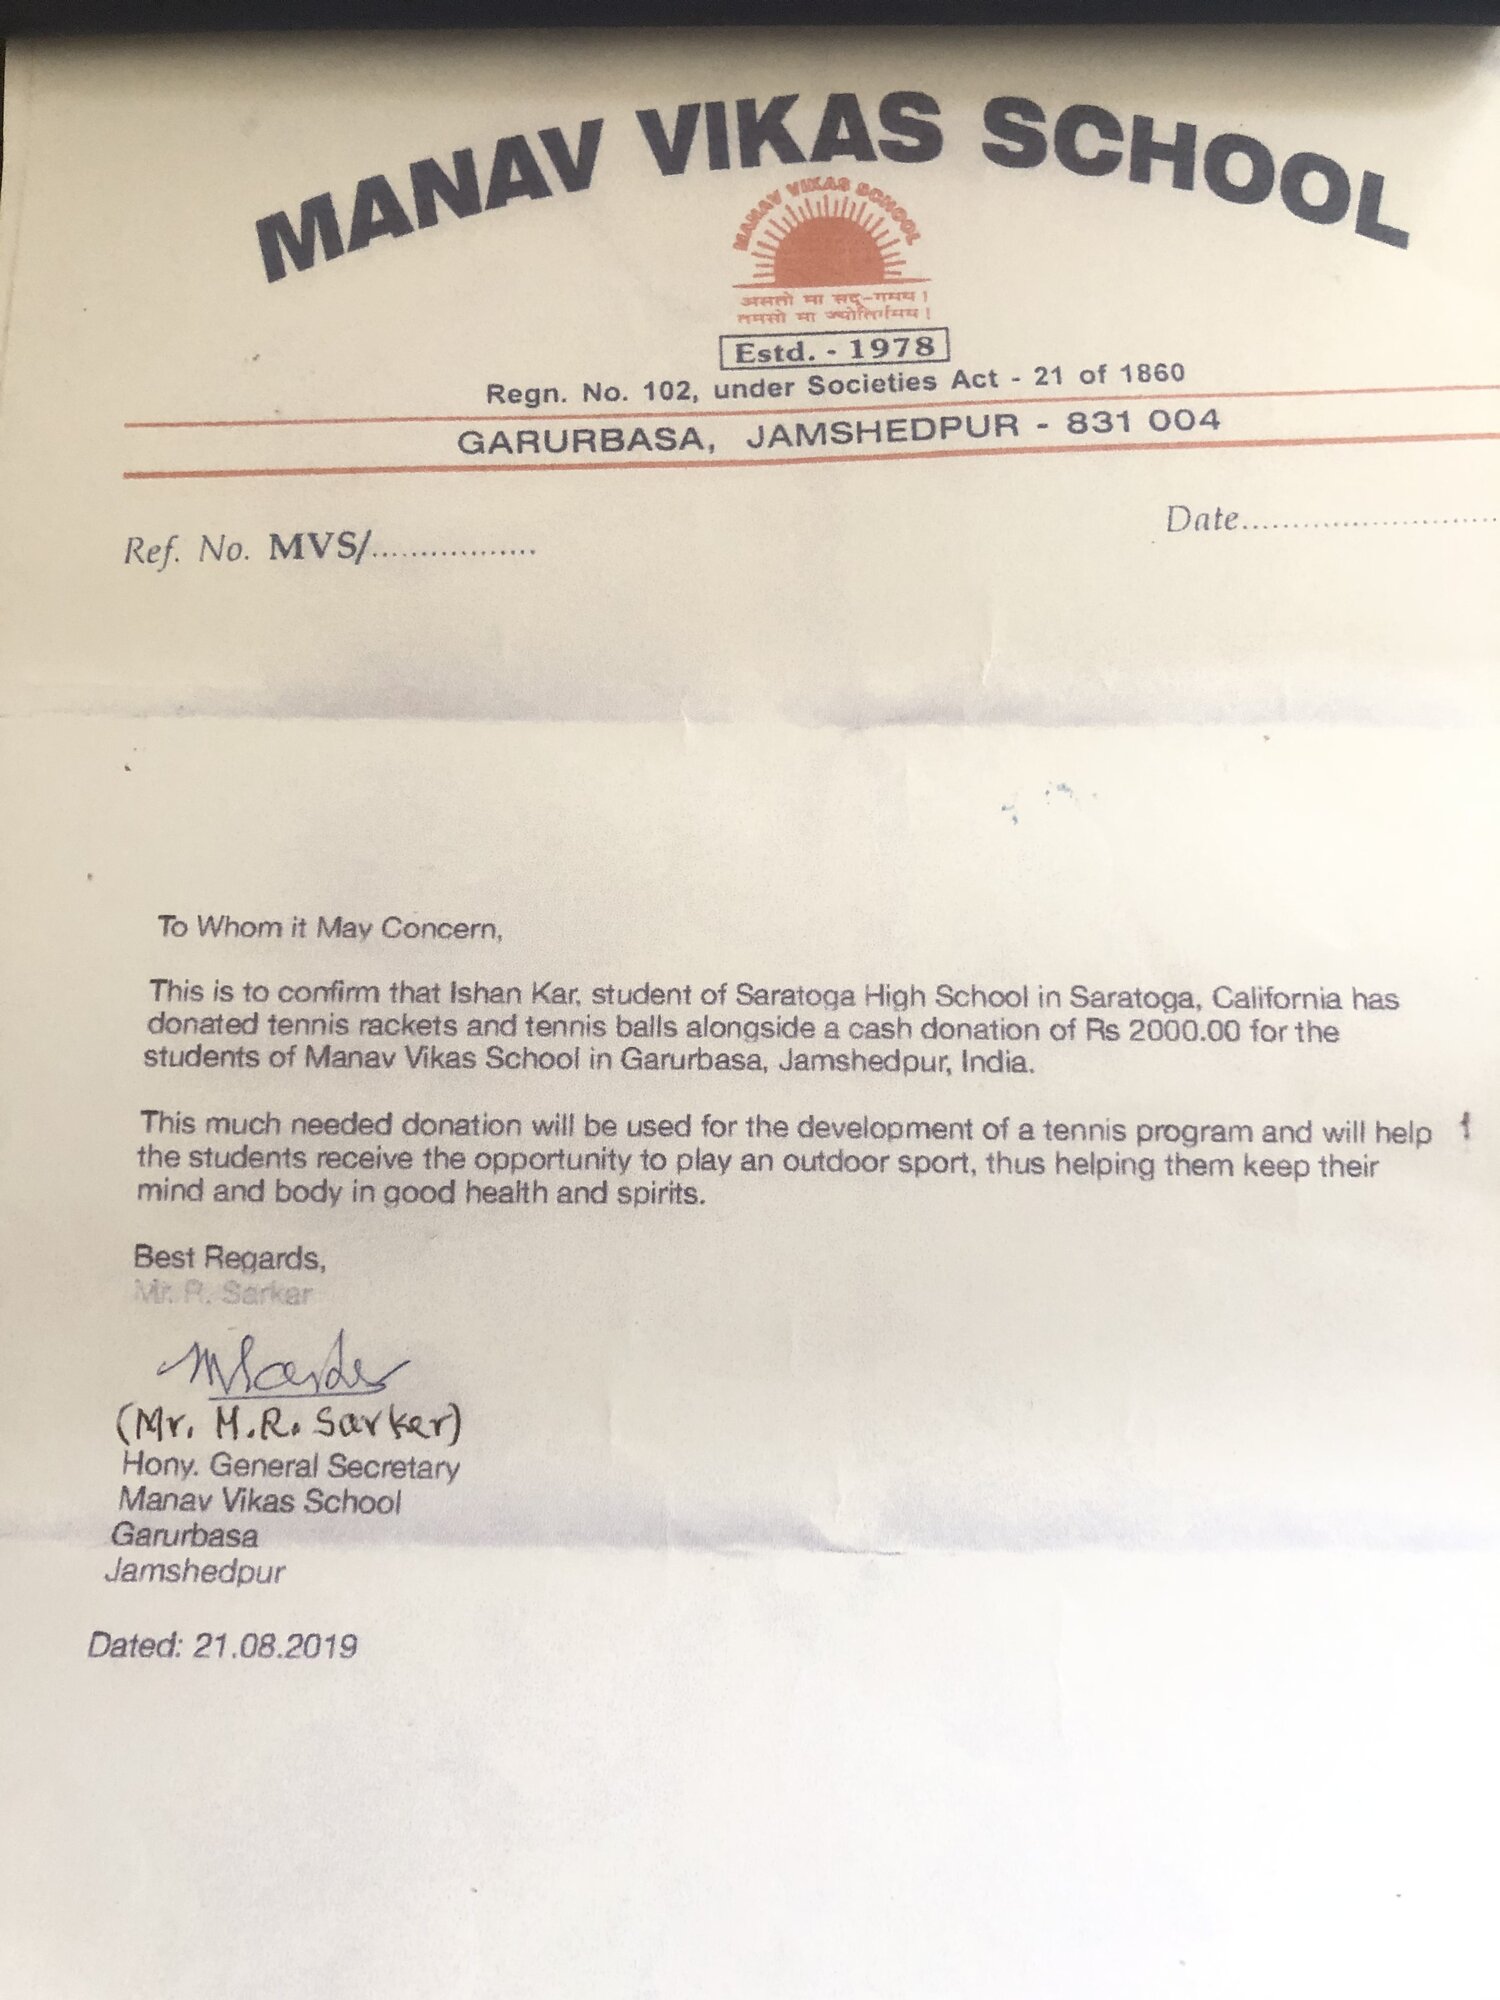 MANAV VIKAS SCHOOL
MANAV VIKAS SCHOOL
असतो मा सद्-गमय !
तमसो मा ज्योतिर्गमय !
Estd. - 1978
Regn. No. 102, under Societies Act - 21 of 1860
GARURBASA, JAMSHEDPUR - 831 004
Ref. No. MVS/.................. Date..........................
To Whom it May Concern,
This is to confirm that Ishan Kar, student of Saratoga High School in Saratoga, California has
donated tennis rackets and tennis balls alongside a cash donation of Rs 2000.00 for the
students of Manav Vikas School in Garurbasa, Jamshedpur, India.
This much needed donation will be used for the development of a tennis program and will help
the students receive the opportunity to play an outdoor sport, thus helping them keep their
mind and body in good health and spirits.
Best Regards,
Mr. R. Sarkar
MSarker
(Mr. M.R. Sarker)
Hony. General Secretary
Manav Vikas School
Garurbasa
Jamshedpur
Dated: 21.08.2019